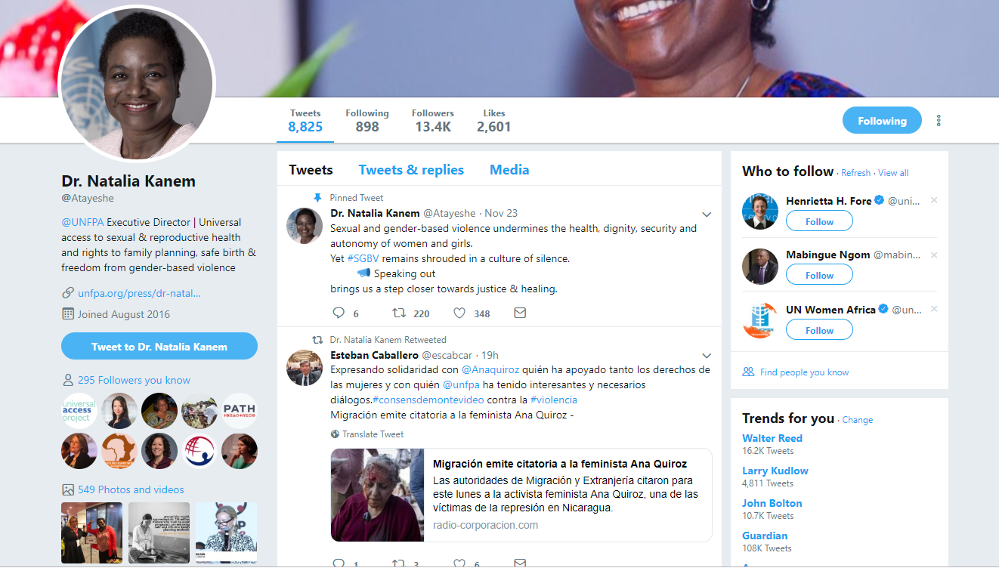 Tweets
8,825
Following
898
Followers
13.4K
Likes
2,601
Following
Dr. Natalia Kanem
@Atayeshe
@UNFPA Executive Director | Universal
access to sexual & reproductive health
and rights to family planning, safe birth &
freedom from gender-based violence
unfpa.org/press/dr-natal...
Joined August 2016
Tweet to Dr. Natalia Kanem
295 Followers you know
universal
access
project
PATH
549 Photos and videos
Tweets Tweets & replies Media
Pinned Tweet
Dr. Natalia Kanem @Atayeshe · Nov 23
Sexual and gender-based violence undermines the health, dignity, security and
autonomy of women and girls.
Yet #SGBV remains shrouded in a culture of silence.
Speaking out
brings us a step closer towards justice & healing.
6 220 348
Dr. Natalia Kanem Retweeted
Esteban Caballero @escabcar · 19h
Expresando solidaridad con @Anaquiroz quién ha apoyado tanto los derechos de
las mujeres y con quién @unfpa ha tenido interesantes y necesarios
diálogos.#consensdemontevideo contra la #violencia
Migración emite citatoria a la feminista Ana Quiroz -
Translate Tweet
Migración emite citatoria a la feminista Ana Quiroz
Las autoridades de Migración y Extranjería citaron para
este lunes a la activista feminista Ana Quiroz, una de las
víctimas de la represión en Nicaragua.
radio-corporacion.com
1 3 6
Who to follow · Refresh · View all
Henrietta H. Fore @uni...
Follow
Mabingue Ngom @mabin...
Follow
UN Women Africa @un...
Follow
Find people you know
Trends for you · Change
Walter Reed
16.2K Tweets
Larry Kudlow
4,811 Tweets
John Bolton
10.7K Tweets
Guardian
108K Tweets